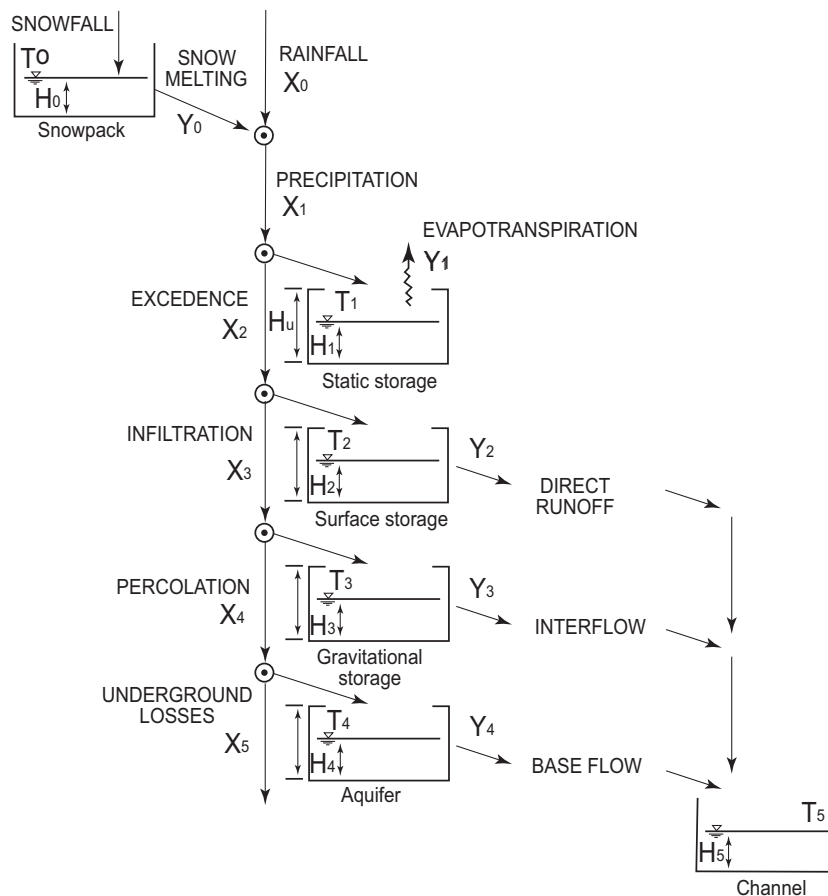 SNOWFALL
TO
H0
Snowpack
SNOW
MELTING
Y0
RAINFALL
X0
PRECIPITATION
X1
EVAPOTRANSPIRATION
Y1
EXCEDENCE
X2
Hu
T1
H1
Static storage
INFILTRATION
X3
T2
H2
Surface storage
Y2
DIRECT
RUNOFF
PERCOLATION
X4
T3
H3
Gravitational
storage
Y3
INTERFLOW
UNDERGROUND
LOSSES
X5
T4
H4
Aquifer
Y4
BASE FLOW
T5
H5
Channel